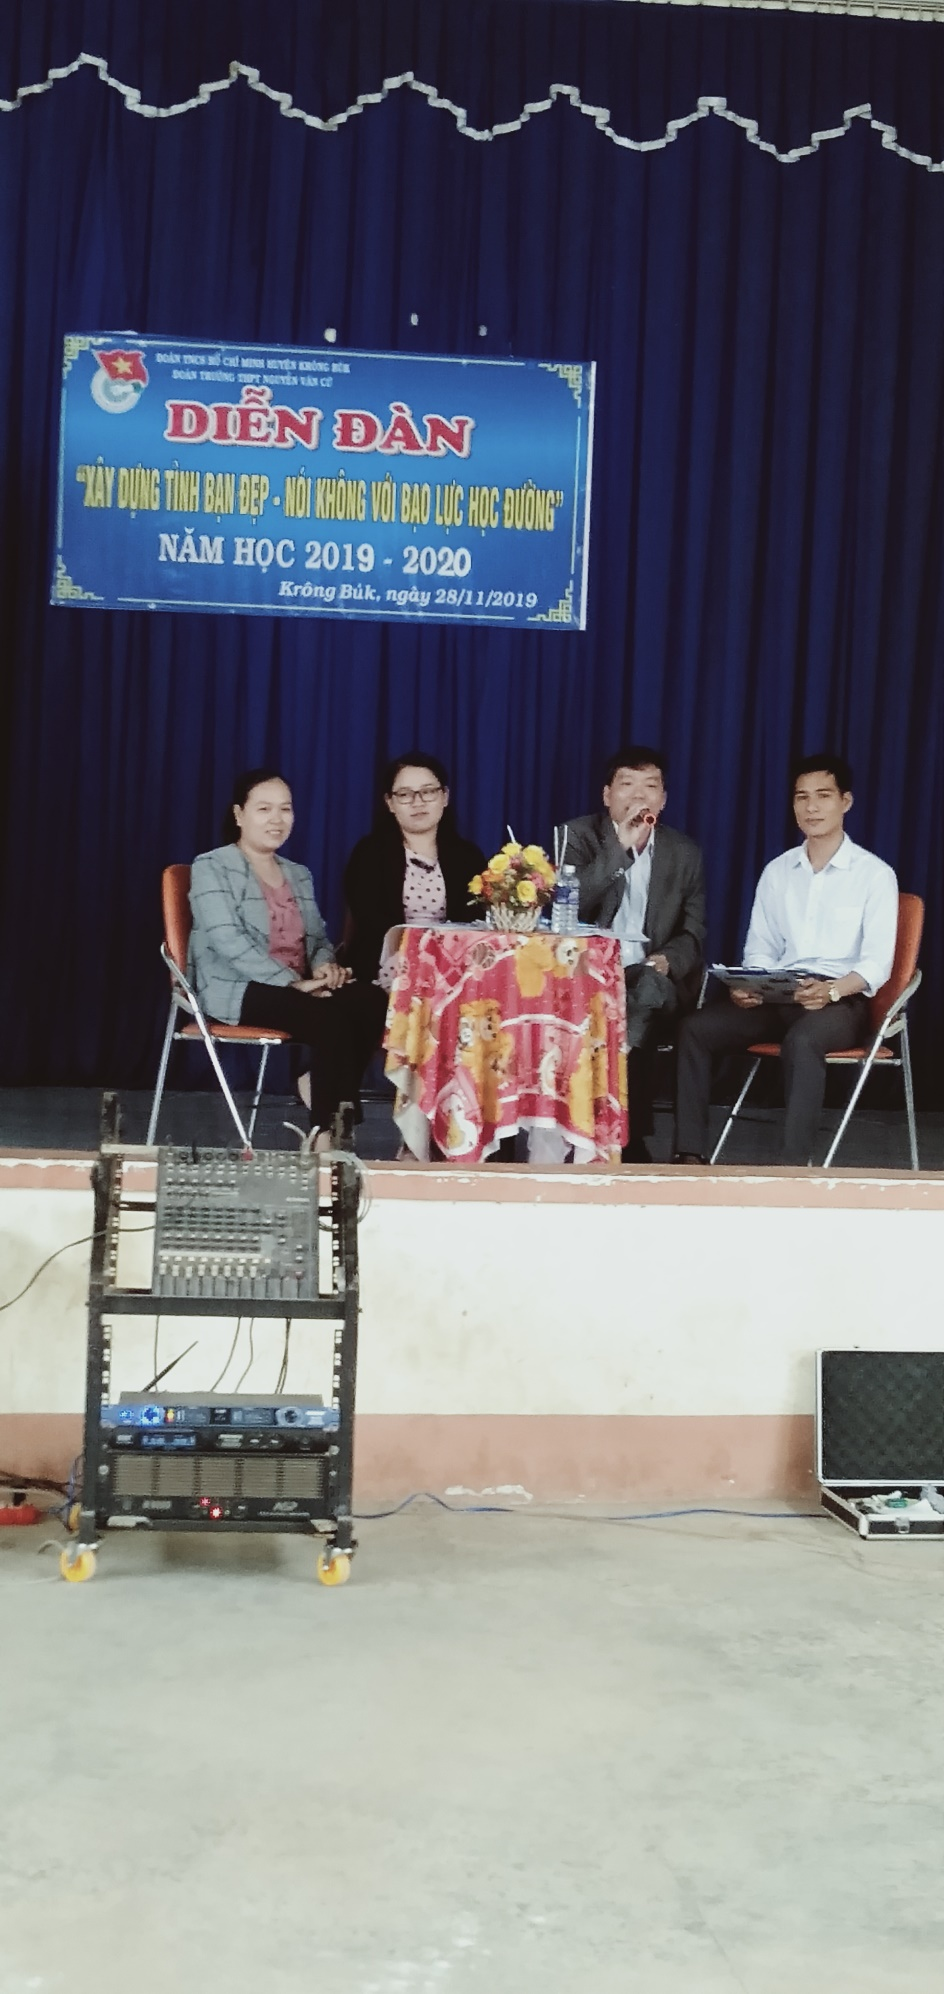 ĐOÀN TNCS HỒ CHÍ MINH HUYỆN KRÔNG BÚK
ĐOÀN TRƯỜNG THPT NGUYỄN VĂN CỪ
DIỄN ĐÀN
"XÂY DỰNG TÌNH BẠN ĐẸP - NÓI KHÔNG VỚI BẠO LỰC HỌC ĐƯỜNG"
NĂM HỌC 2019 - 2020
Krông Búk, ngày 28/11/2019